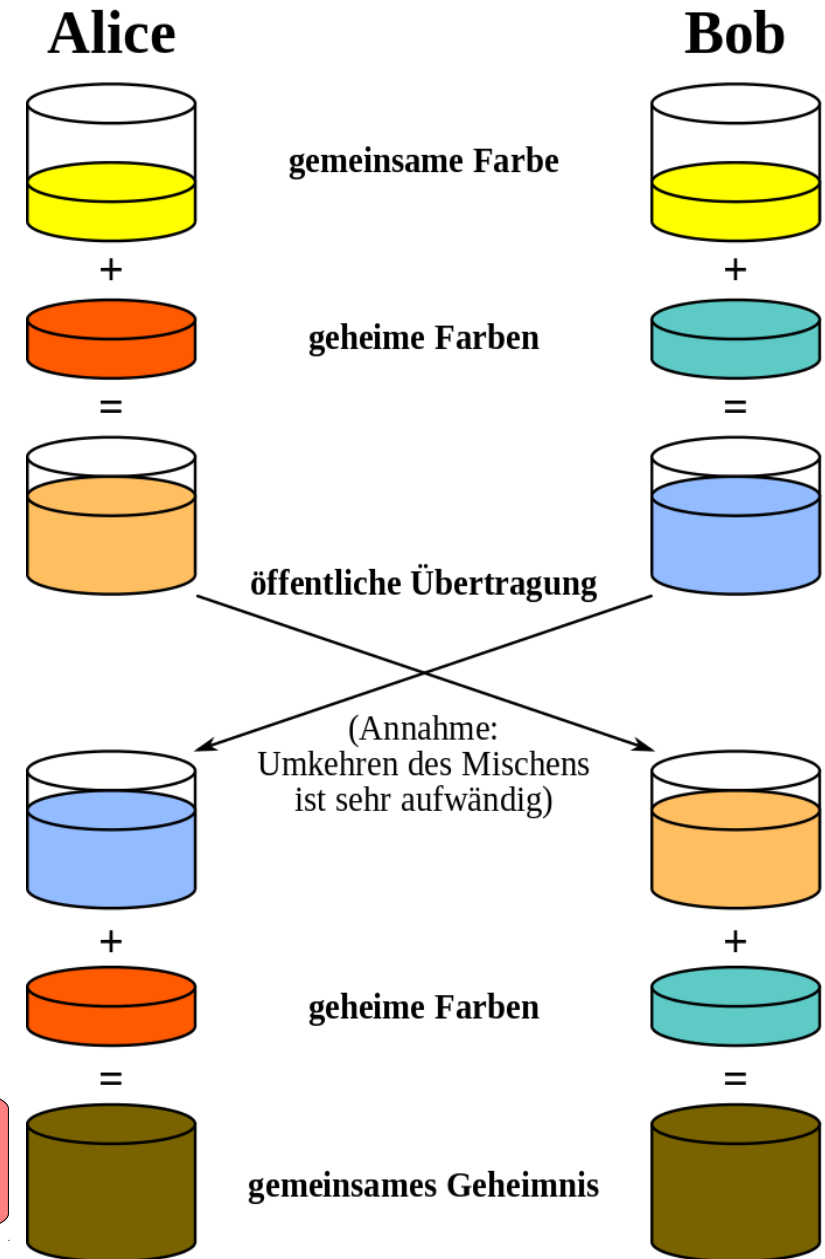 Alice
Bob
gemeinsame Farbe
+
+
geheime Farben
=
=
öffentliche Übertragung
(Annahme:
Umkehren des Mischens
ist sehr aufwändig)
+
+
geheime Farben
=
=
gemeinsames Geheimnis